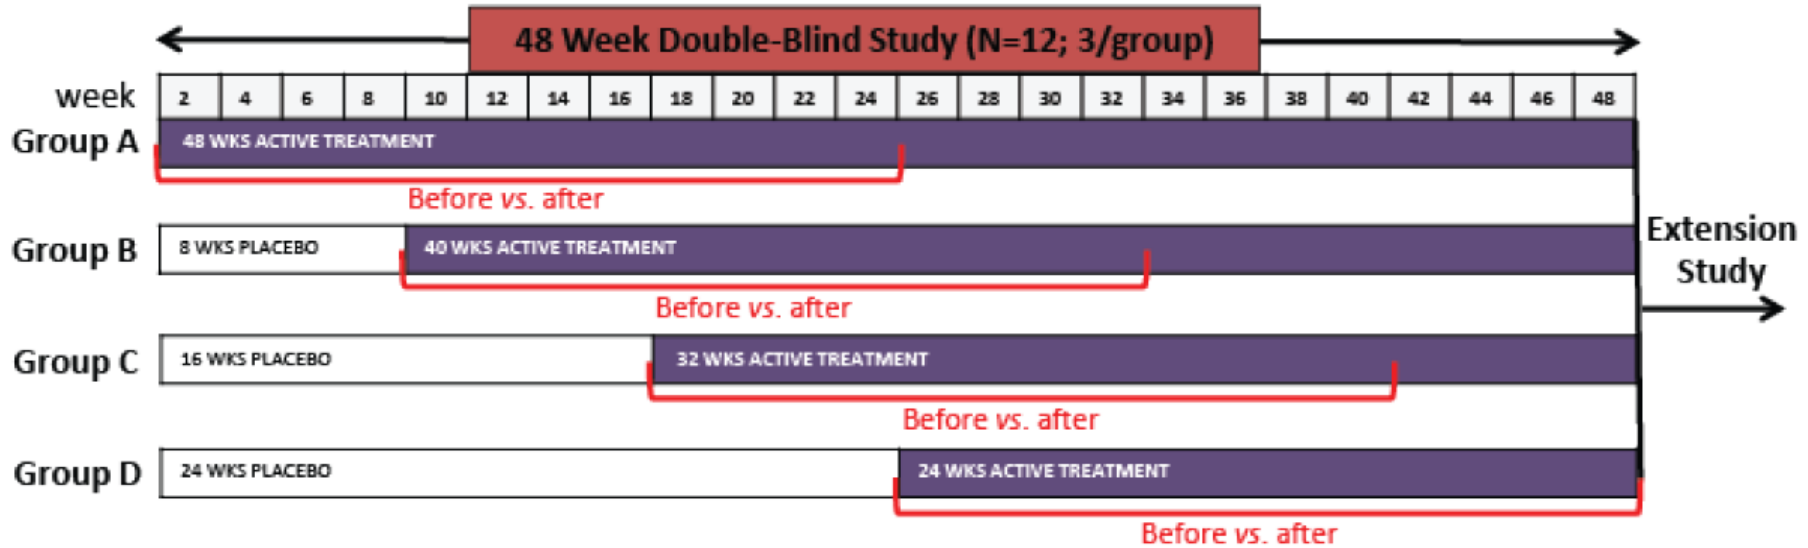 48 Week Double-Blind Study (N=12; 3/group)
week 2 4 6 8 10 12 14 16 18 20 22 24 26 28 30 32 34 36 38 40 42 44 46 48
Group A 48 WKS ACTIVE TREATMENT
Before vs. after
Group B 8 WKS PLACEBO 40 WKS ACTIVE TREATMENT
Before vs. after
Extension
Study
Group C 16 WKS PLACEBO 32 WKS ACTIVE TREATMENT
Before vs. after
Group D 24 WKS PLACEBO 24 WKS ACTIVE TREATMENT
Before vs. after